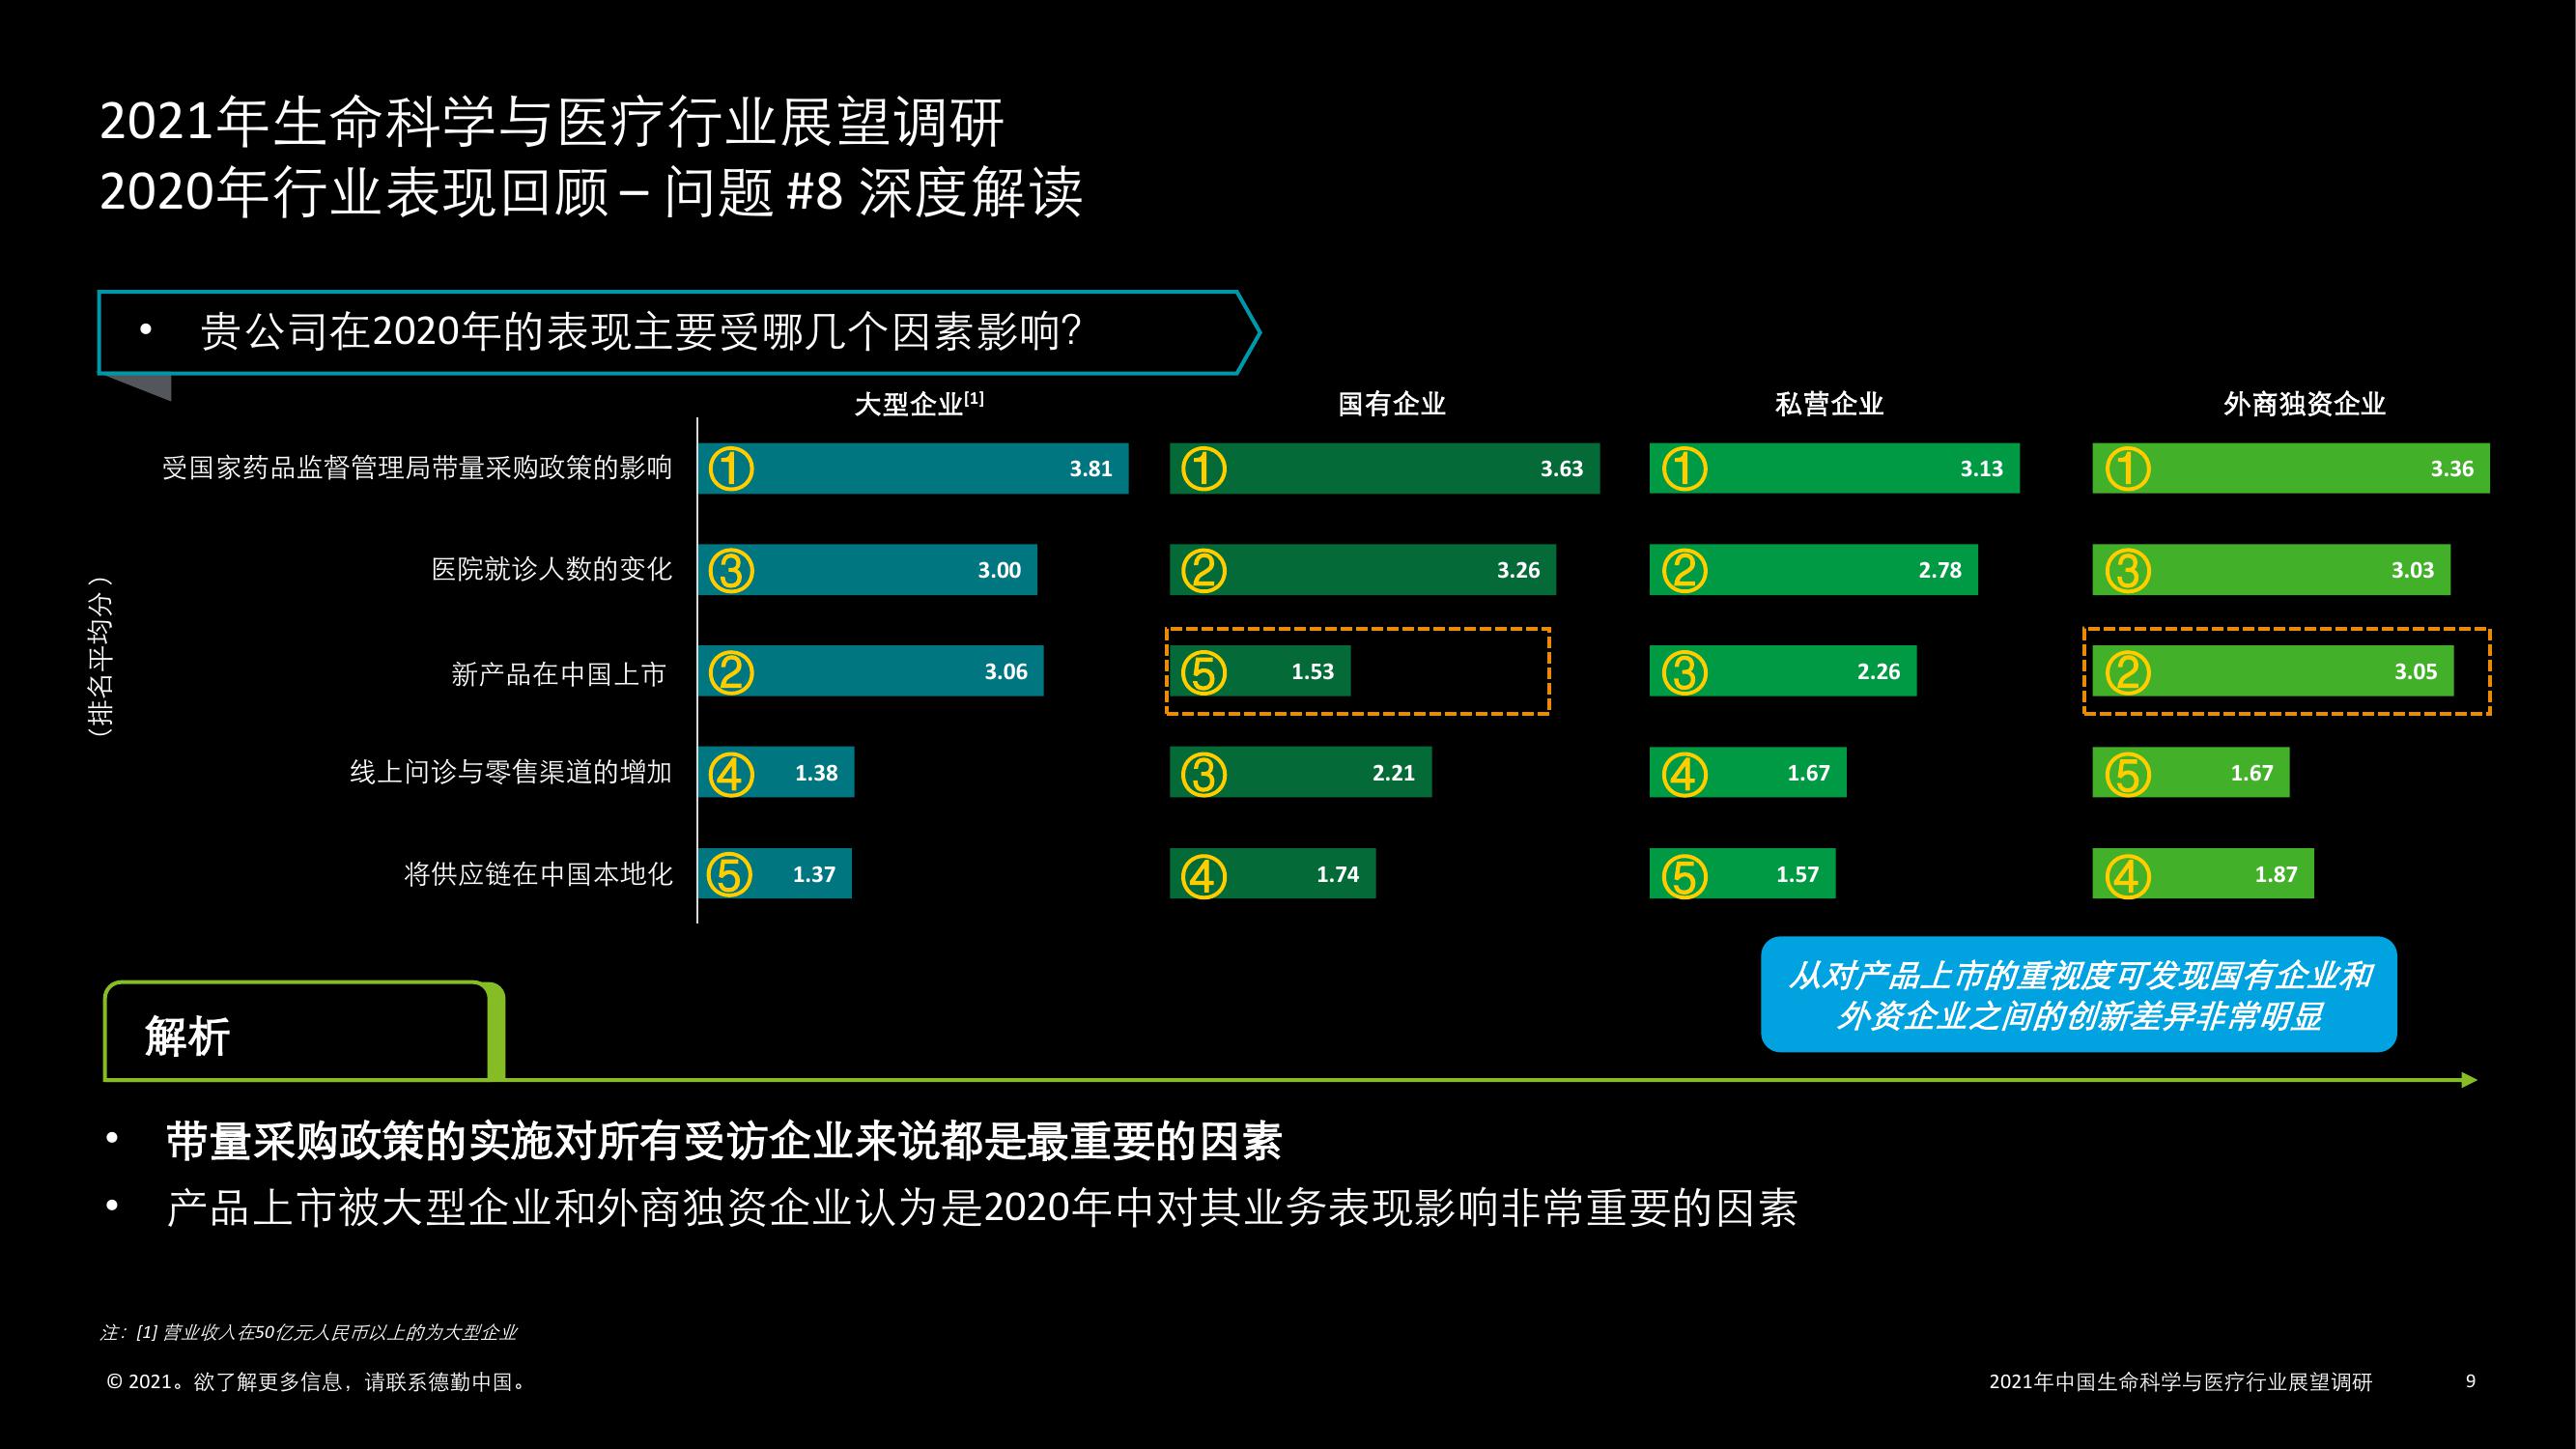 2021年生命科学与医疗行业展望调研
2020年行业表现回顾 – 问题 #8 深度解读
• 贵公司在2020年的表现主要受哪几个因素影响?
大型企业[1] 国有企业 私营企业 外商独资企业
(排名平均分)
受国家药品监督管理局带量采购政策的影响 ① 3.81 ① 3.63 ① 3.13 ① 3.36
医院就诊人数的变化 ③ 3.00 ② 3.26 ② 2.78 ③ 3.03
新产品在中国上市 ② 3.06 ⑤ 1.53 ③ 2.26 ② 3.05
线上问诊与零售渠道的增加 ④ 1.38 ③ 2.21 ④ 1.67 ⑤ 1.67
将供应链在中国本地化 ⑤ 1.37 ④ 1.74 ⑤ 1.57 ④ 1.87
从对产品上市的重视度可发现国有企业和
外资企业之间的创新差异非常明显
解析
• 带量采购政策的实施对所有受访企业来说都是最重要的因素
• 产品上市被大型企业和外商独资企业认为是2020年中对其业务表现影响非常重要的因素
注：[1] 营业收入在50亿元人民币以上的为大型企业
© 2021。欲了解更多信息，请联系德勤中国。
2021年中国生命科学与医疗行业展望调研 9